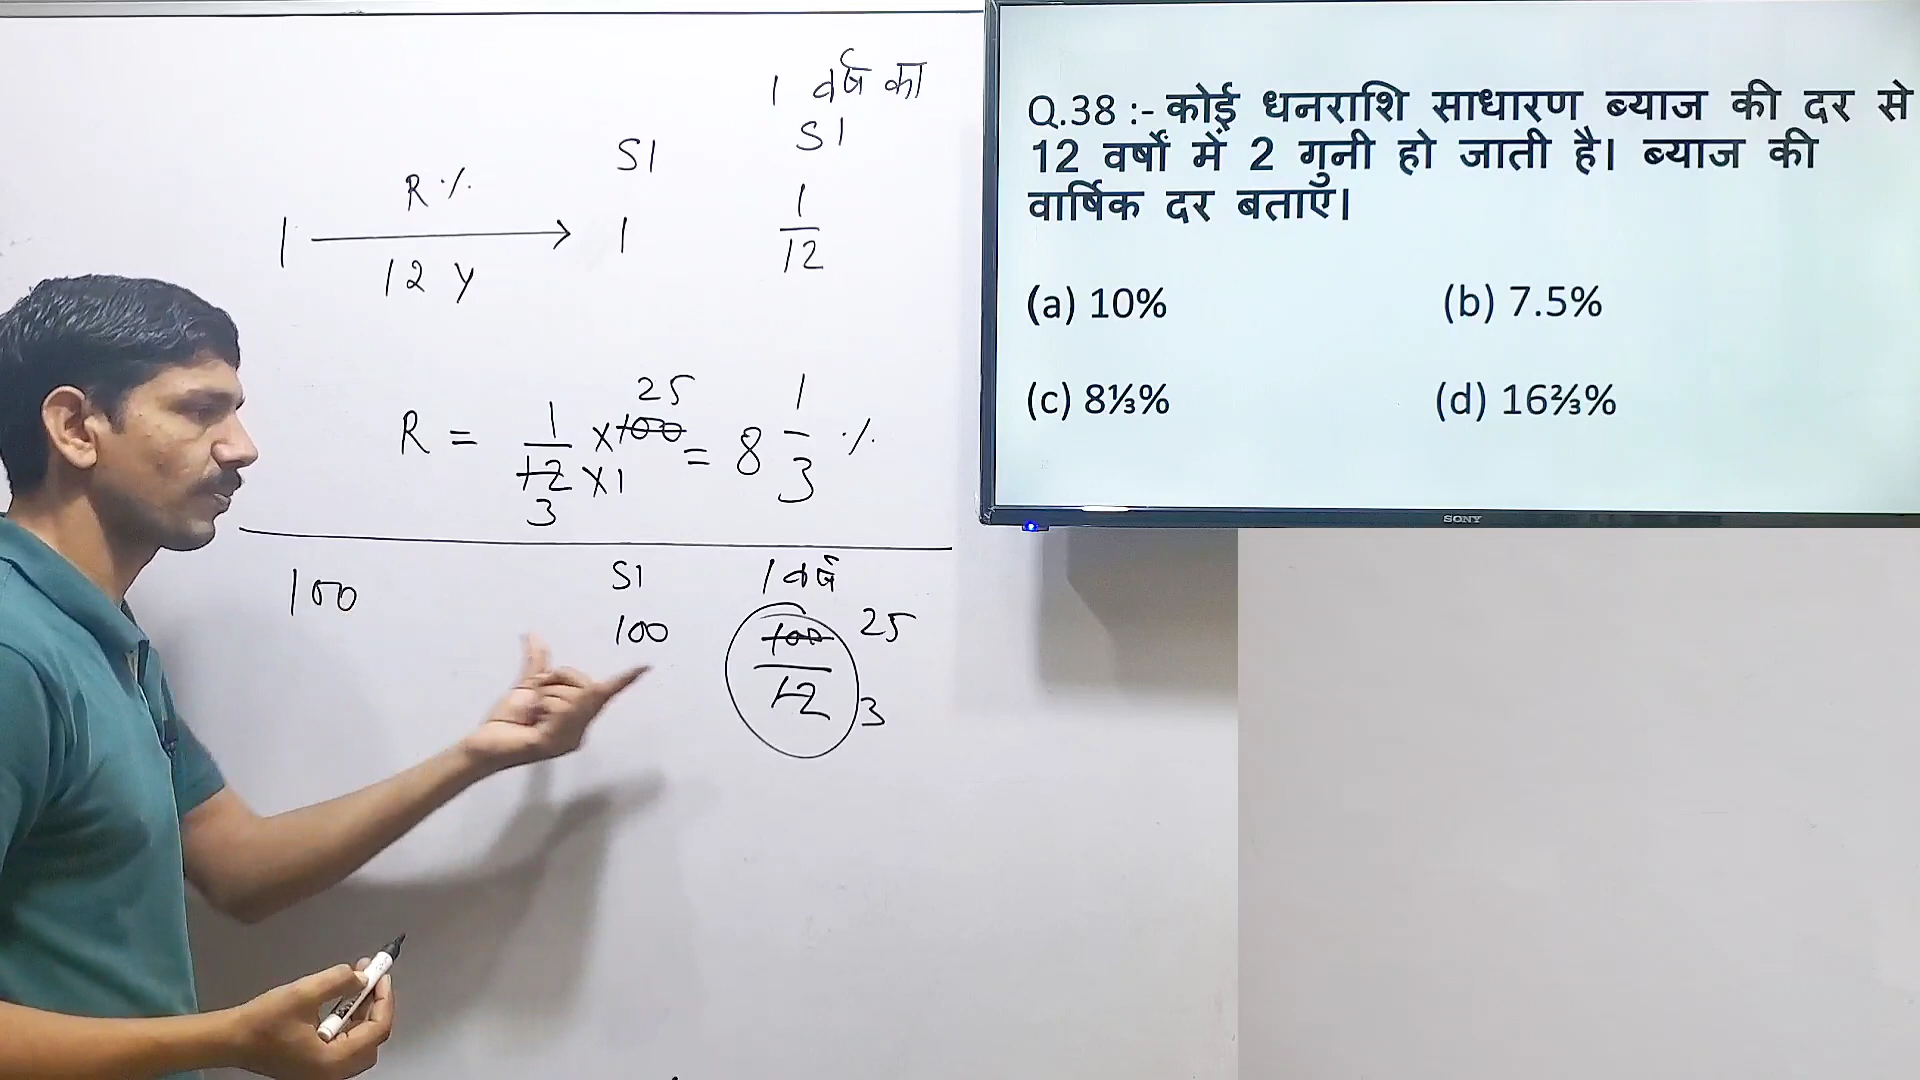 1 वर्ष का
SI
SI
R %
1
1
1
12
12 y
R = 1 × 100 25 = 8 1 %
12 × 1 3
3
100
SI
1 वर्ष
100
100 25
12 3
Q.38 :- कोई धनराशि साधारण ब्याज की दर से
12 वर्षों में 2 गुनी हो जाती है। ब्याज की
वार्षिक दर बताएँ।
(a) 10%
(b) 7.5%
(c) 8⅓%
(d) 16⅔%
SONY